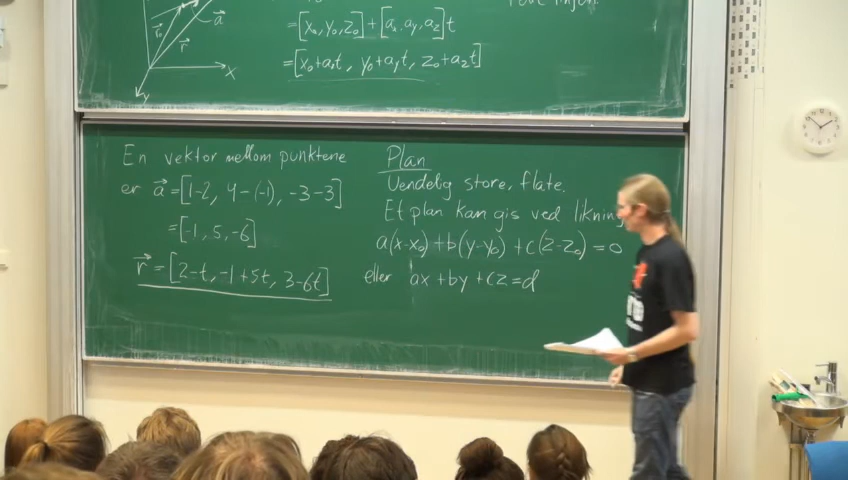 = [x₀, y₀, z₀] + [aₓ, a_y, a_z] t
= [x₀+aₓt, y₀+a_yt, z₀+a_zt]
r⃗₀
a⃗
r⃗
x
y
En vektor mellom punktene
er a⃗ = [1-2, 4-(-1), -3-3]
= [-1, 5, -6]
r⃗ = [2-t, -1+5t, 3-6t]
Plan
Uendelig store, flate.
Et plan kan gis ved likning
a(x-x₀)+b(y-y₀)+c(z-z₀)=0
eller ax+by+cz=d